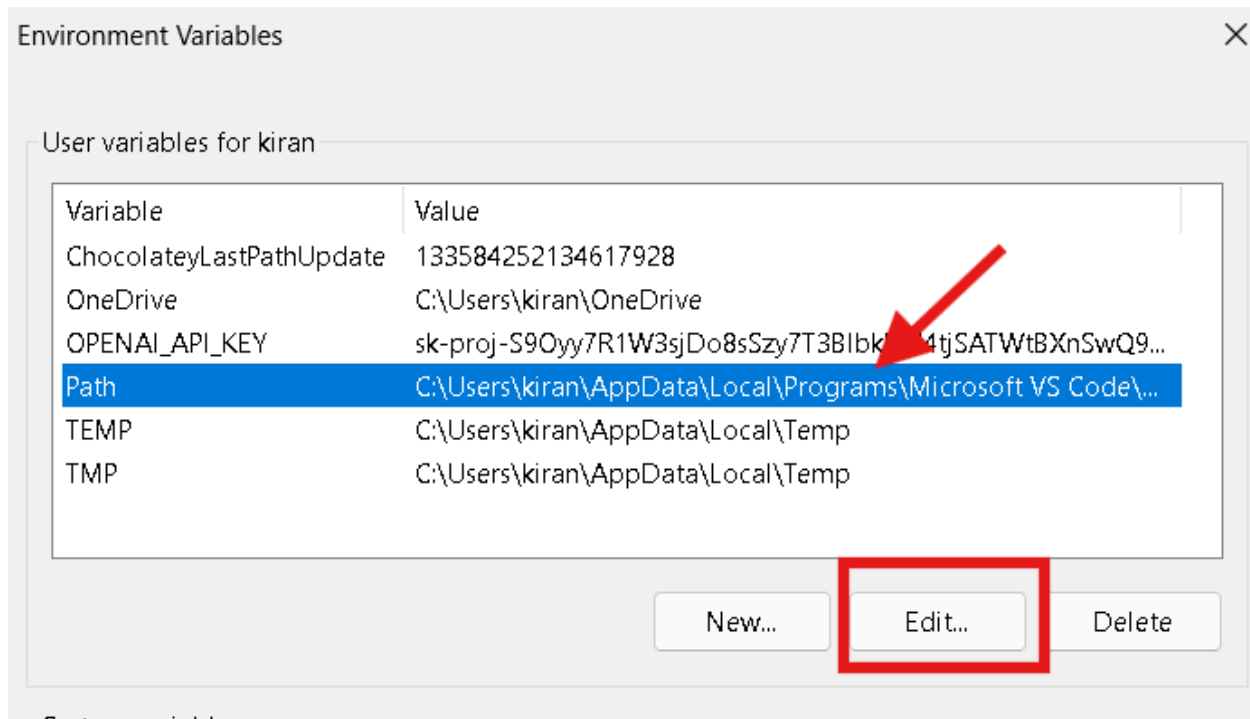 Environment Variables
User variables for kiran
Variable Value
ChocolateyLastPathUpdate 133584252134617928
OneDrive C:\Users\kiran\OneDrive
OPENAI_API_KEY
Path C:\Users\kiran\AppData\Local\Programs\Microsoft VS Code\...
TEMP C:\Users\kiran\AppData\Local\Temp
TMP C:\Users\kiran\AppData\Local\Temp
New... Edit... Delete